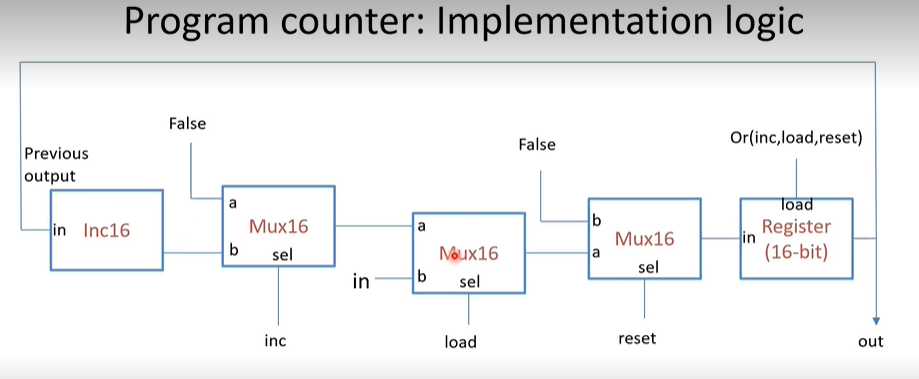 Program counter: Implementation logic
False
False
Or(inc,load,reset)
Previous
output
in Inc16
a
Mux16
b
sel
inc
a
Mux16
in
b
sel
load
b
Mux16
a
sel
reset
load
in
Register
(16-bit)
out